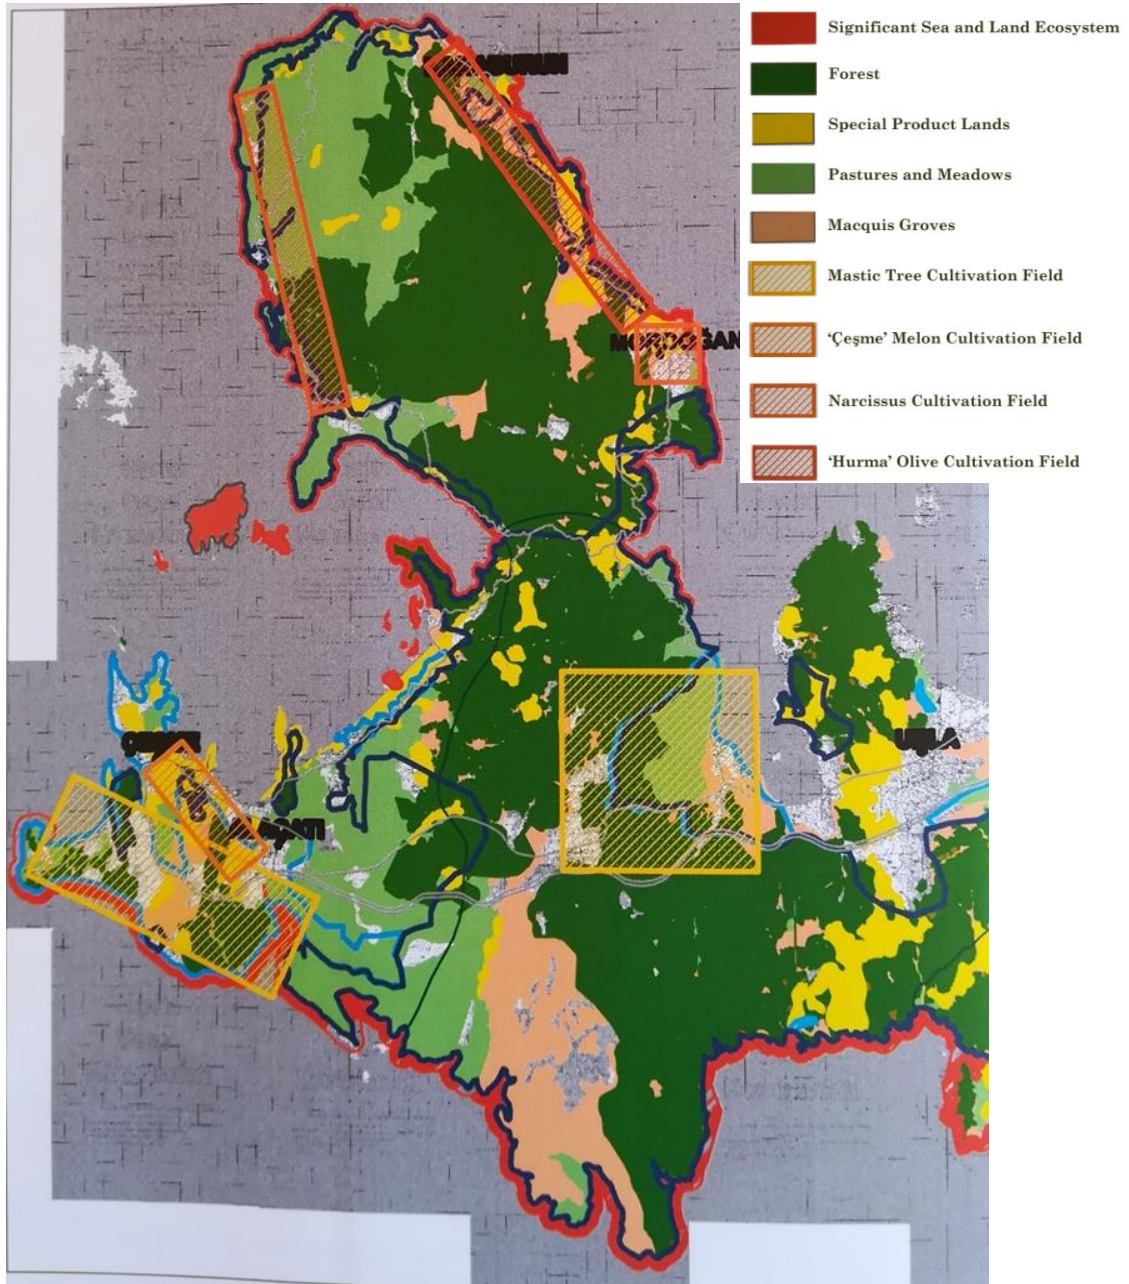 Significant Sea and Land Ecosystem
Forest
Special Product Lands
Pastures and Meadows
Macquis Groves
Mastic Tree Cultivation Field
‘Çeşme’ Melon Cultivation Field
Narcissus Cultivation Field
‘Hurma’ Olive Cultivation Field
MORDOĞAN
URLA